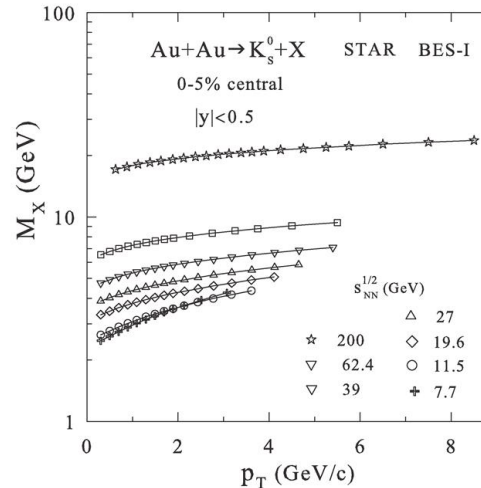 Au+Au→K_s^0+X STAR BES-I
0-5% central
|y|<0.5
M_X (GeV)
100
10
1
s_NN^1/2 (GeV)
☆ 200
▽ 62.4
▽ 39
△ 27
◇ 19.6
○ 11.5
+ 7.7
0 2 4 6 8
p_T (GeV/c)